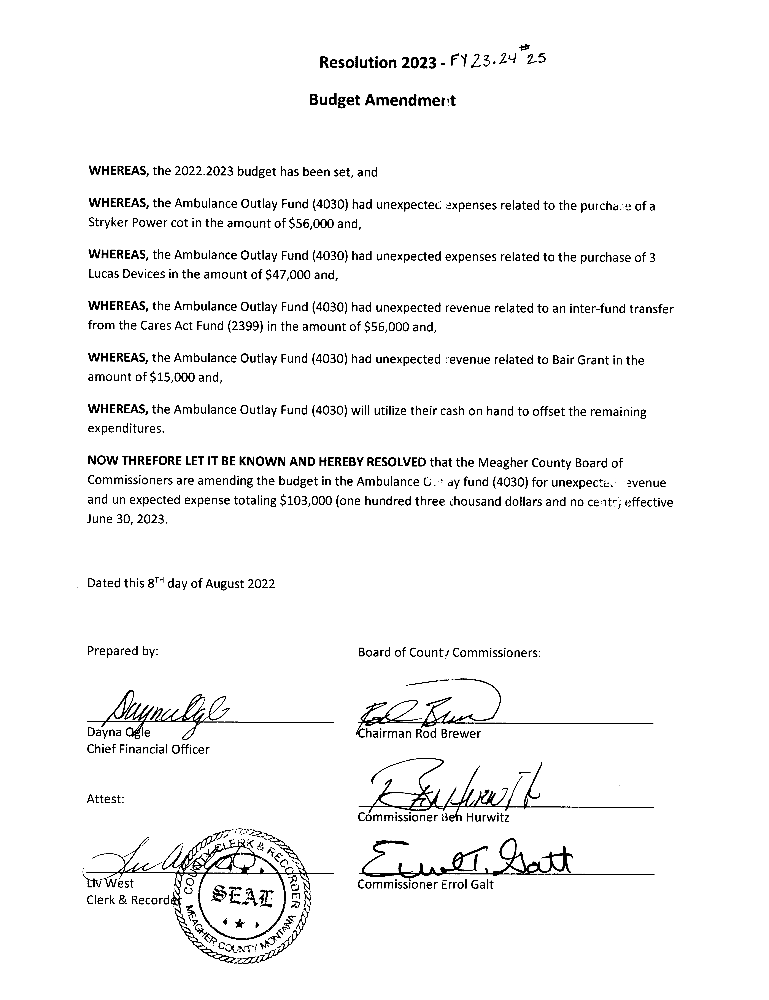 Resolution 2023 - FY23.24 #25
Budget Amendment
WHEREAS, the 2022.2023 budget has been set, and
WHEREAS, the Ambulance Outlay Fund (4030) had unexpected expenses related to the purchase of a
Stryker Power cot in the amount of $56,000 and,
WHEREAS, the Ambulance Outlay Fund (4030) had unexpected expenses related to the purchase of 3
Lucas Devices in the amount of $47,000 and,
WHEREAS, the Ambulance Outlay Fund (4030) had unexpected revenue related to an inter-fund transfer
from the Cares Act Fund (2399) in the amount of $56,000 and,
WHEREAS, the Ambulance Outlay Fund (4030) had unexpected revenue related to Bair Grant in the
amount of $15,000 and,
WHEREAS, the Ambulance Outlay Fund (4030) will utilize their cash on hand to offset the remaining
expenditures.
NOW THREFORE LET IT BE KNOWN AND HEREBY RESOLVED that the Meagher County Board of
Commissioners are amending the budget in the Ambulance Outlay fund (4030) for unexpected revenue
and un expected expense totaling $103,000 (one hundred three thousand dollars and no cents) effective
June 30, 2023.
Dated this 8TH day of August 2022
Prepared by:
Board of County Commissioners:
Dayna Ogle
Rod Brewer
Dayna Ogle
Chairman Rod Brewer
Chief Financial Officer
Ben Hurwitz
Attest:
Commissioner Ben Hurwitz
Errol T. Galt
Liv West
Commissioner Errol Galt
Clerk & Recorder
COUNTY CLERK & RECORDER
SEAL
MEAGHER COUNTY MONTANA